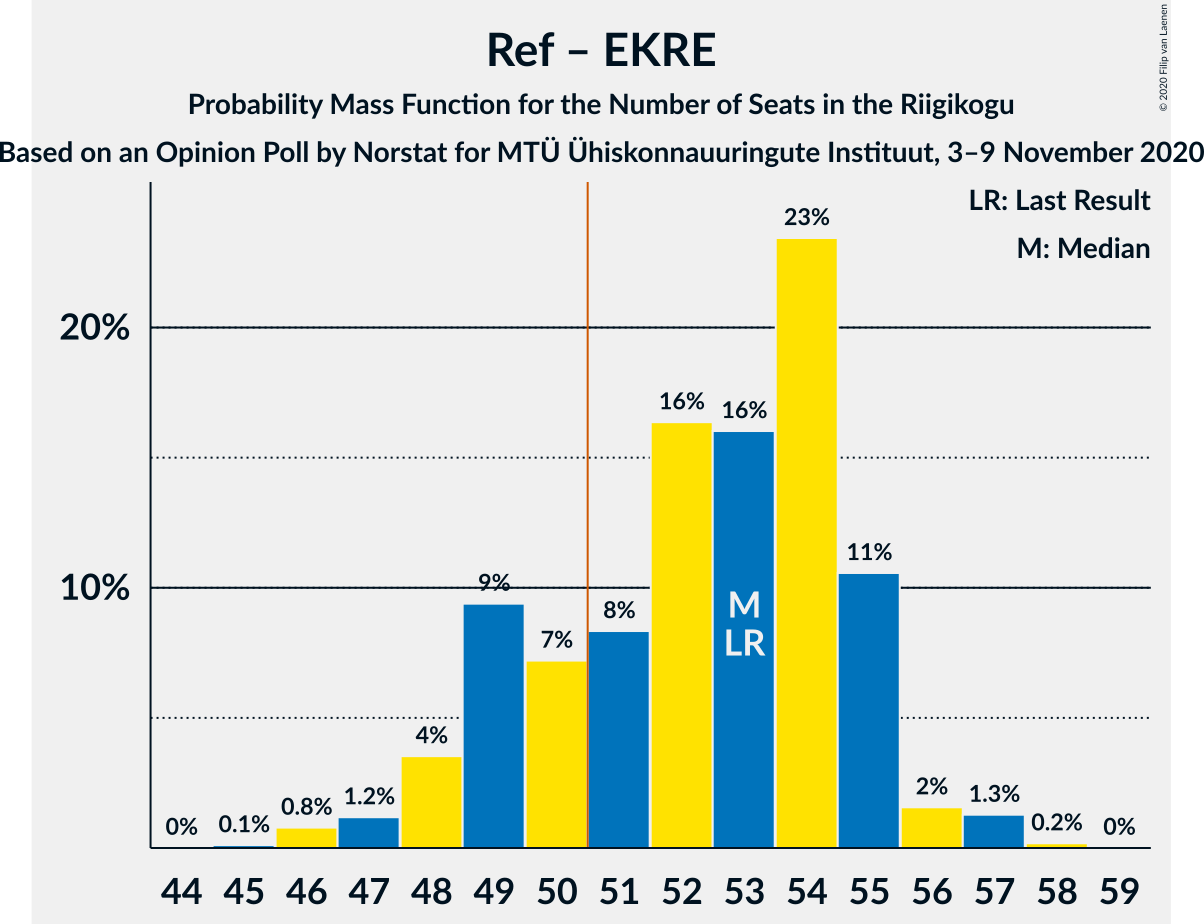 Ref – EKRE
Probability Mass Function for the Number of Seats in the Riigikogu
Based on an Opinion Poll by Norstat for MTÜ Ühiskonnauuringute Instituut, 3–9 November 2020
© 2020 Filip van Laenen
LR: Last Result
M: Median
20%
10%
0%
0.1%
0.8%
1.2%
4%
9%
7%
8%
16%
16%
23%
11%
2%
1.3%
0.2%
0%
M
LR
44 45 46 47 48 49 50 51 52 53 54 55 56 57 58 59